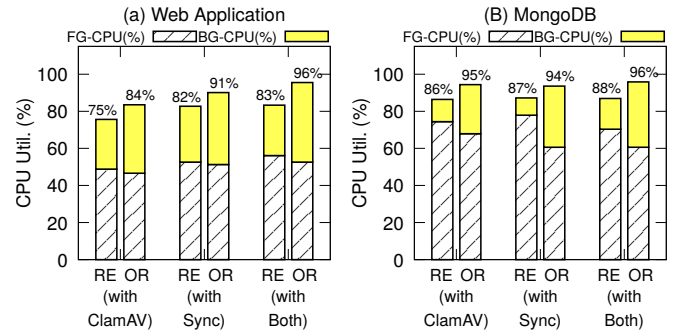 (a) Web Application
FG-CPU(%) BG-CPU(%)
CPU Util. (%)
100
80
60
40
20
0
75%
84%
82%
91%
83%
96%
RE OR RE OR RE OR
(with (with (with
ClamAV) Sync) Both)
(B) MongoDB
FG-CPU(%) BG-CPU(%)
CPU Util. (%)
100
80
60
40
20
0
86%
95%
87%
94%
88%
96%
RE OR RE OR RE OR
(with (with (with
ClamAV) Sync) Both)